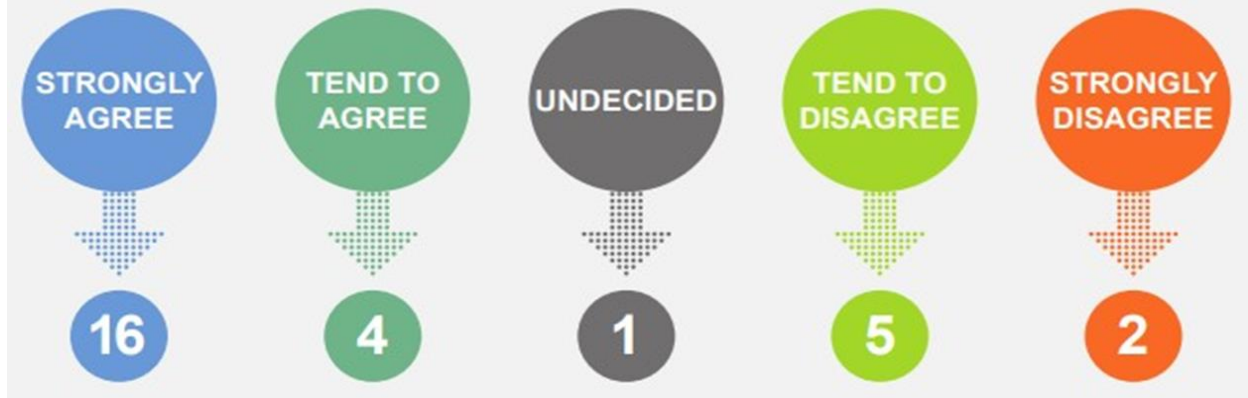 STRONGLY
AGREE
TEND TO
AGREE
UNDECIDED
TEND TO
DISAGREE
STRONGLY
DISAGREE
16
4
1
5
2